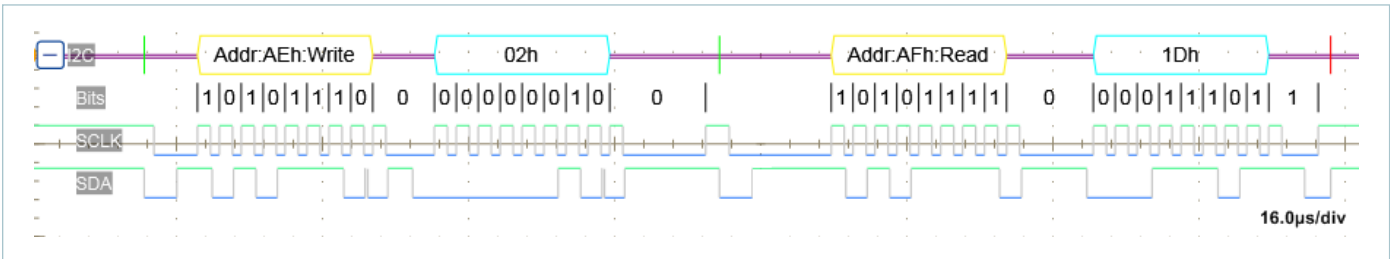 I2C Addr:AEh:Write 02h Addr:AFh:Read 1Dh
Bits |1|0|1|0|1|1|1|0| 0 |0|0|0|0|0|0|1|0| 0 | |1|0|1|0|1|1|1|1| 0 |0|0|0|1|1|1|0|1| 1 |
SCLK
SDA
16.0µs/div